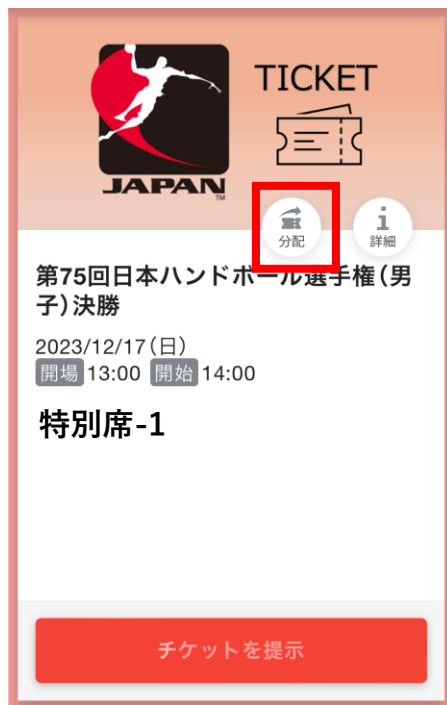 TICKET
JAPAN
TM
分配
詳細
第75回日本ハンドボール選手権(男
子)決勝
2023/12/17(日)
開場 13:00 開始 14:00
特別席-1
チケットを提示